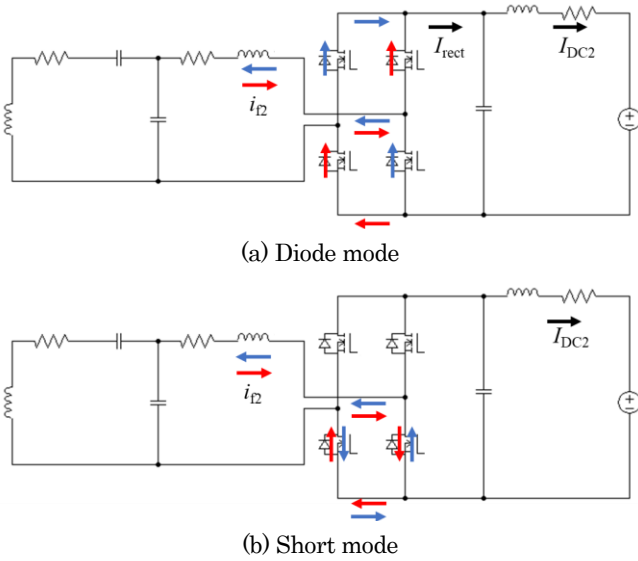 I_rect
I_DC2
i_f2
(a) Diode mode
I_DC2
i_f2
(b) Short mode